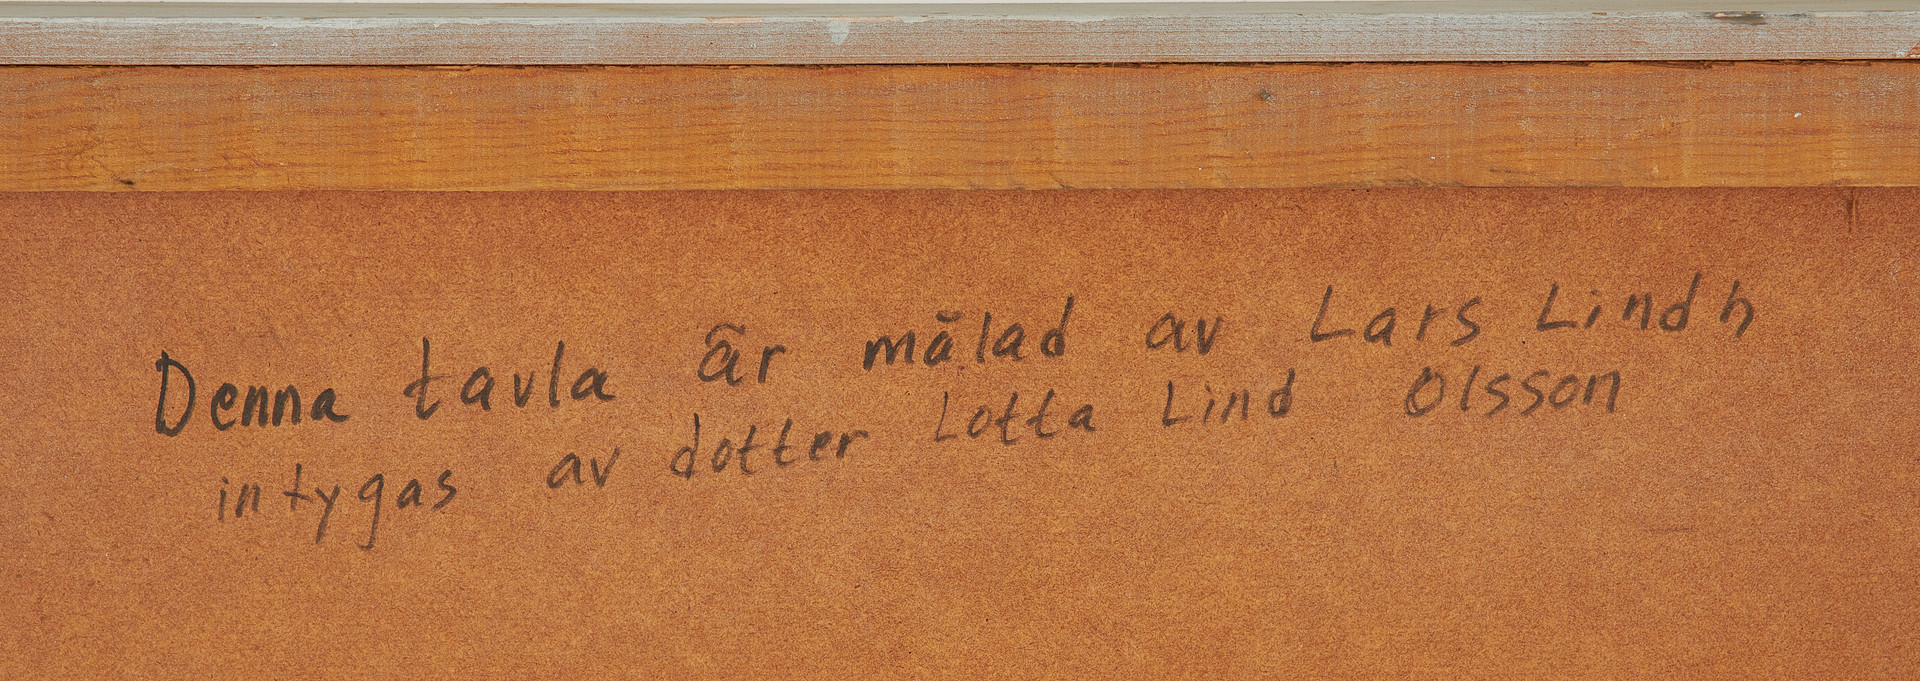 Denna tavla är målad av Lars Lindh
intygas av dotter Lotta Lind Olsson